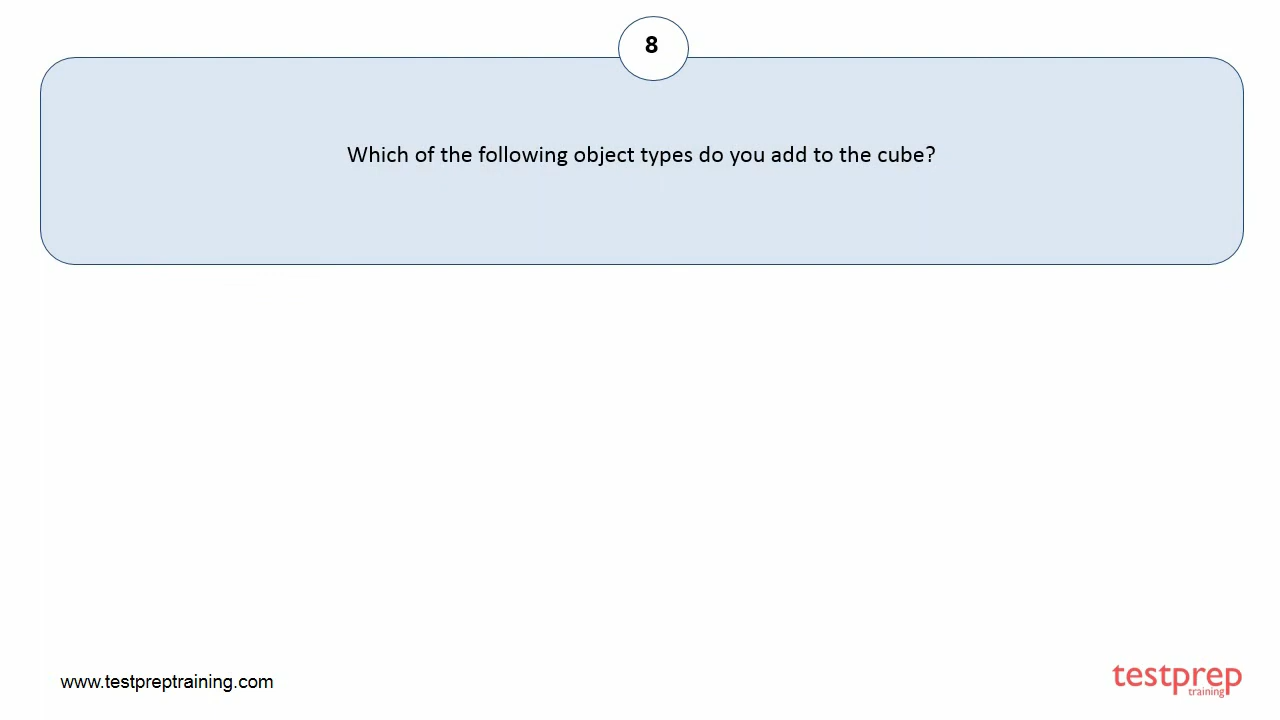 8
Which of the following object types do you add to the cube?
www.testpreptraining.com
testprep
training